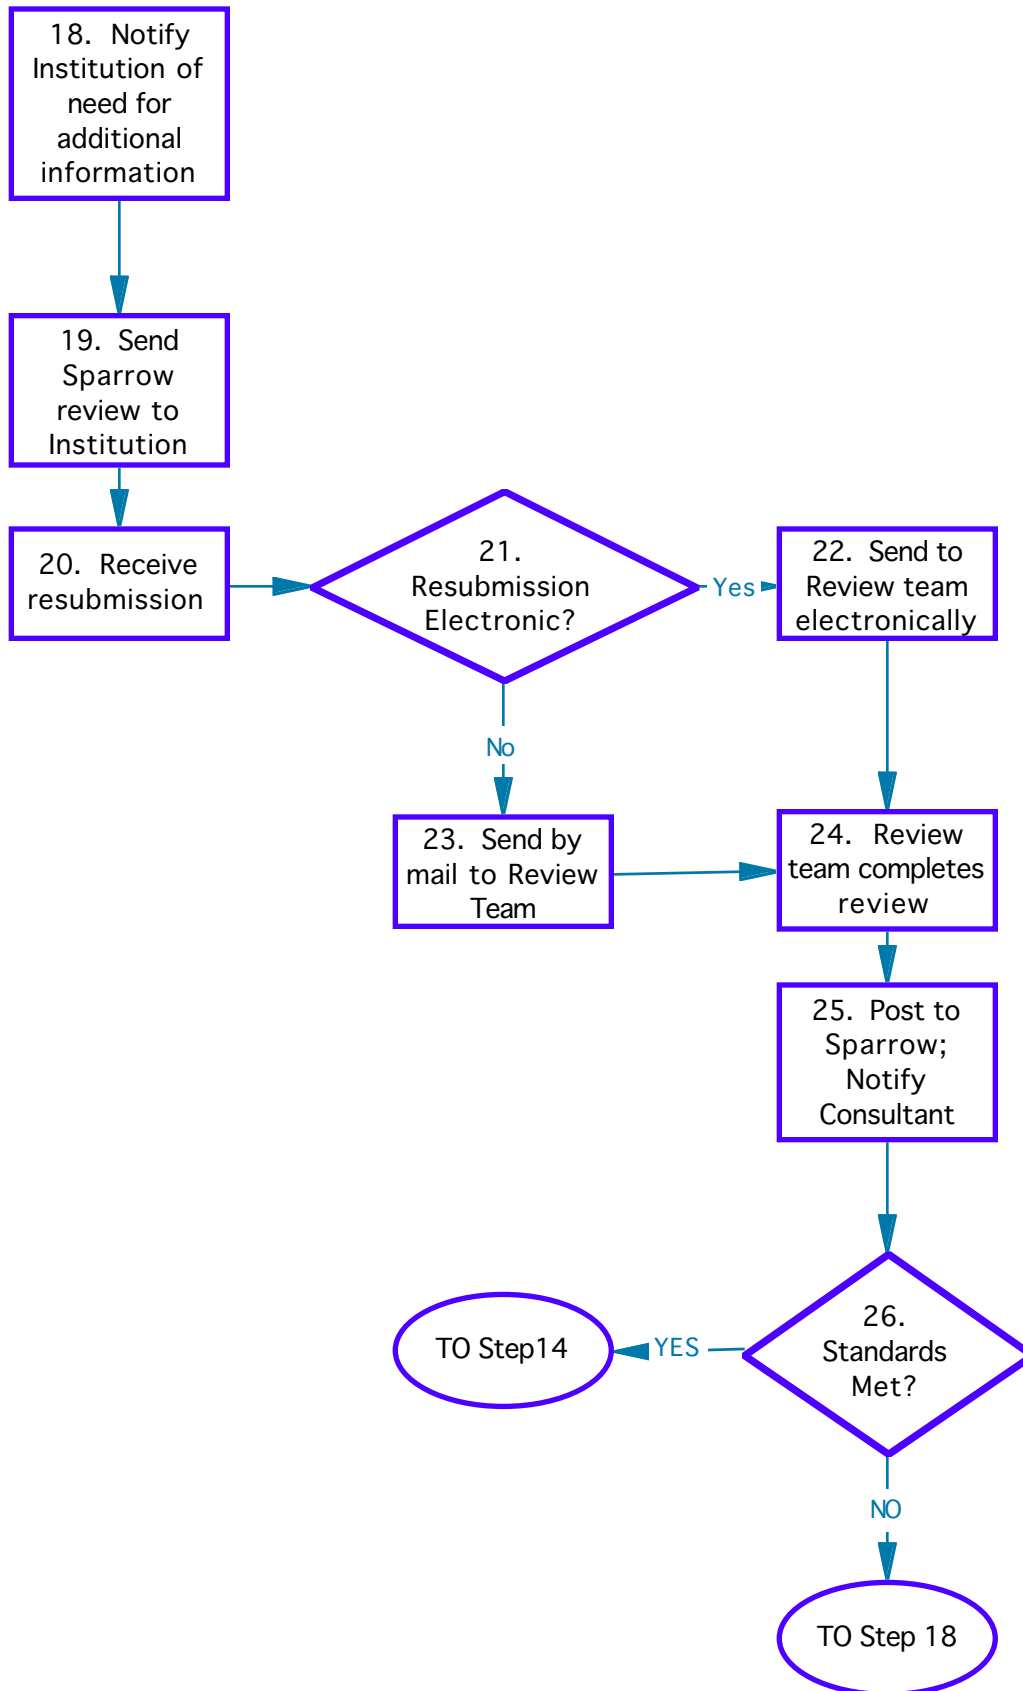 18. Notify
Institution of
need for
additional
information
19. Send
Sparrow
review to
Institution
20. Receive
resubmission
21.
Resubmission
Electronic?
Yes
22. Send to
Review team
electronically
No
23. Send by
mail to Review
Team
24. Review
team completes
review
25. Post to
Sparrow;
Notify
Consultant
26.
Standards
Met?
YES
TO Step14
NO
TO Step 18